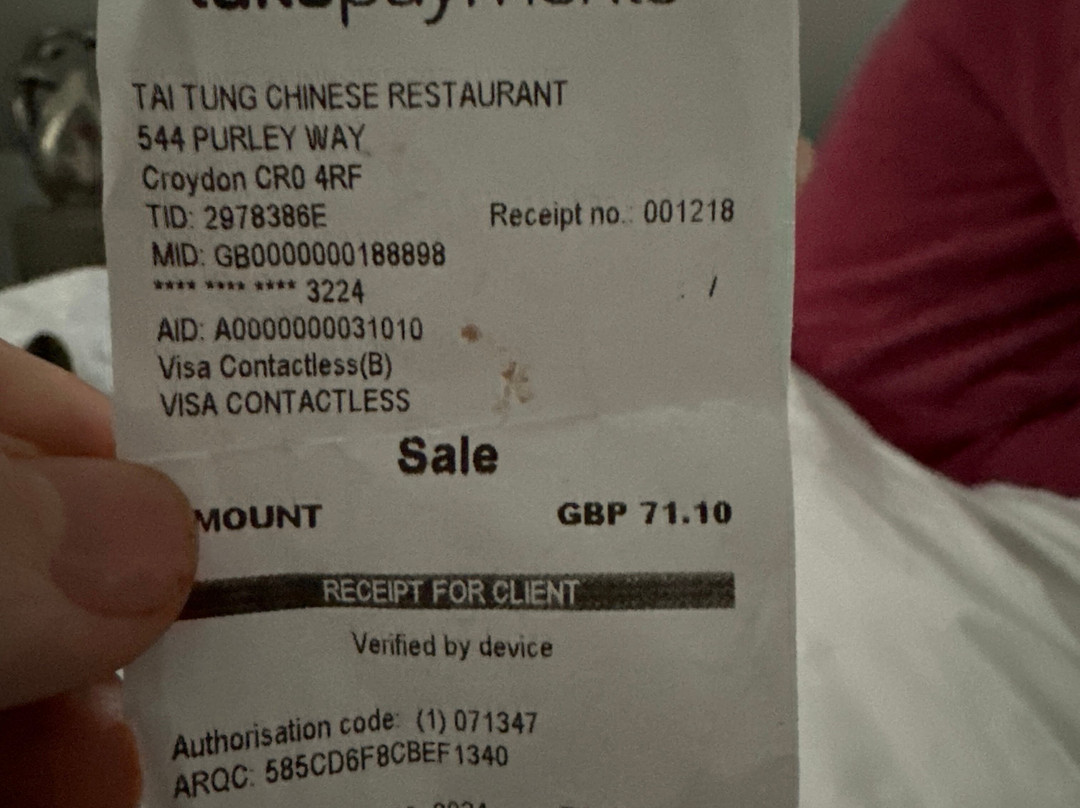 takepayments
TAI TUNG CHINESE RESTAURANT
544 PURLEY WAY
Croydon CR0 4RF
TID: 2978386E Receipt no.: 001218
MID: GB0000000188898
**** **** **** 3224
AID: A0000000031010
Visa Contactless(B)
VISA CONTACTLESS
Sale
MOUNT GBP 71.10
RECEIPT FOR CLIENT
Verified by device
Authorisation code: (1) 071347
ARQC: 585CD6F8CBEF1340